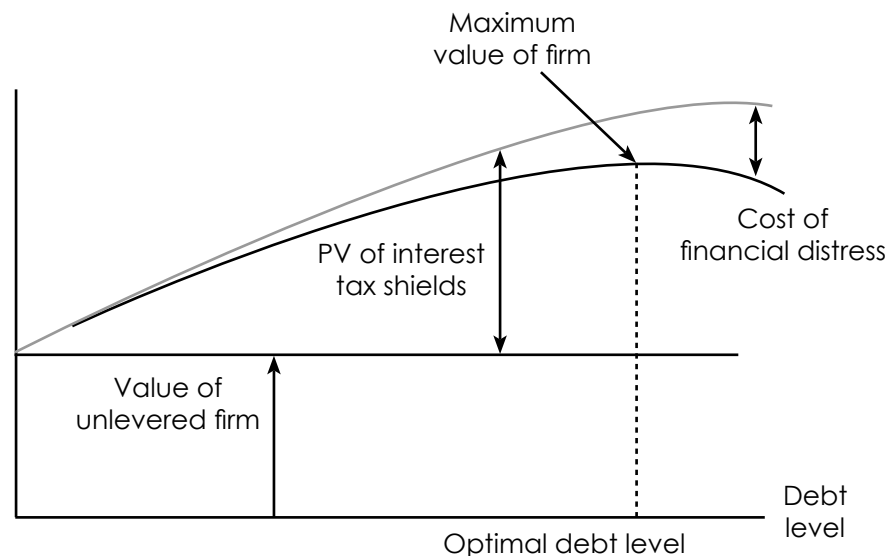 Maximum
value of firm
Cost of
financial distress
PV of interest
tax shields
Value of
unlevered firm
Debt
level
Optimal debt level